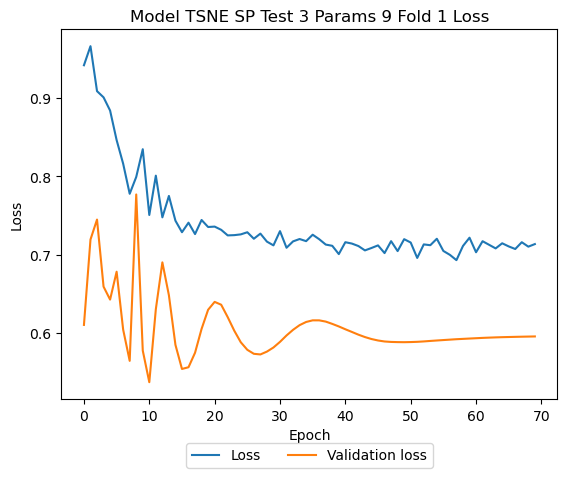 Model TSNE SP Test 3 Params 9 Fold 1 Loss
0.9
0.8
0.7
0.6
Loss
0 10 20 30 40 50 60 70
Epoch
Loss Validation loss